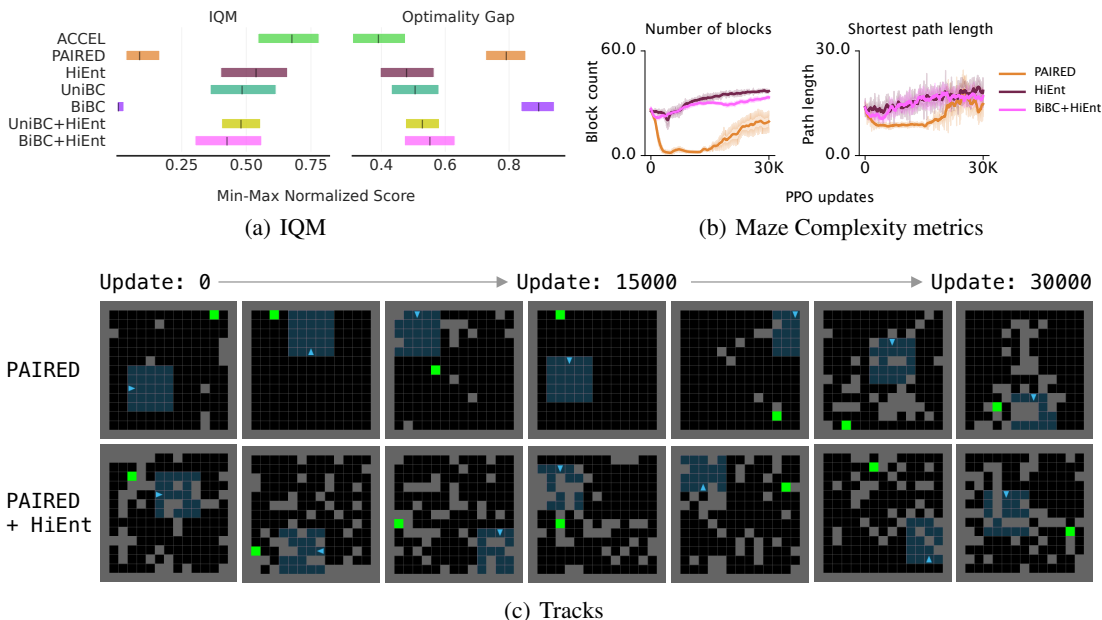 IQM
Optimality Gap
ACCEL
PAIRED
HiEnt
UniBC
BiBC
UniBC+HiEnt
BiBC+HiEnt
0.25 0.50 0.75 0.4 0.6 0.8
Min-Max Normalized Score
(a) IQM
Number of blocks
60.0
Block count
0.0
0 30K
Shortest path length
30.0
Path length
0.0
0 30K
PAIRED
HiEnt
BiBC+HiEnt
PPO updates
(b) Maze Complexity metrics
Update: 0 Update: 15000 Update: 30000
PAIRED
PAIRED
+ HiEnt
(c) Tracks